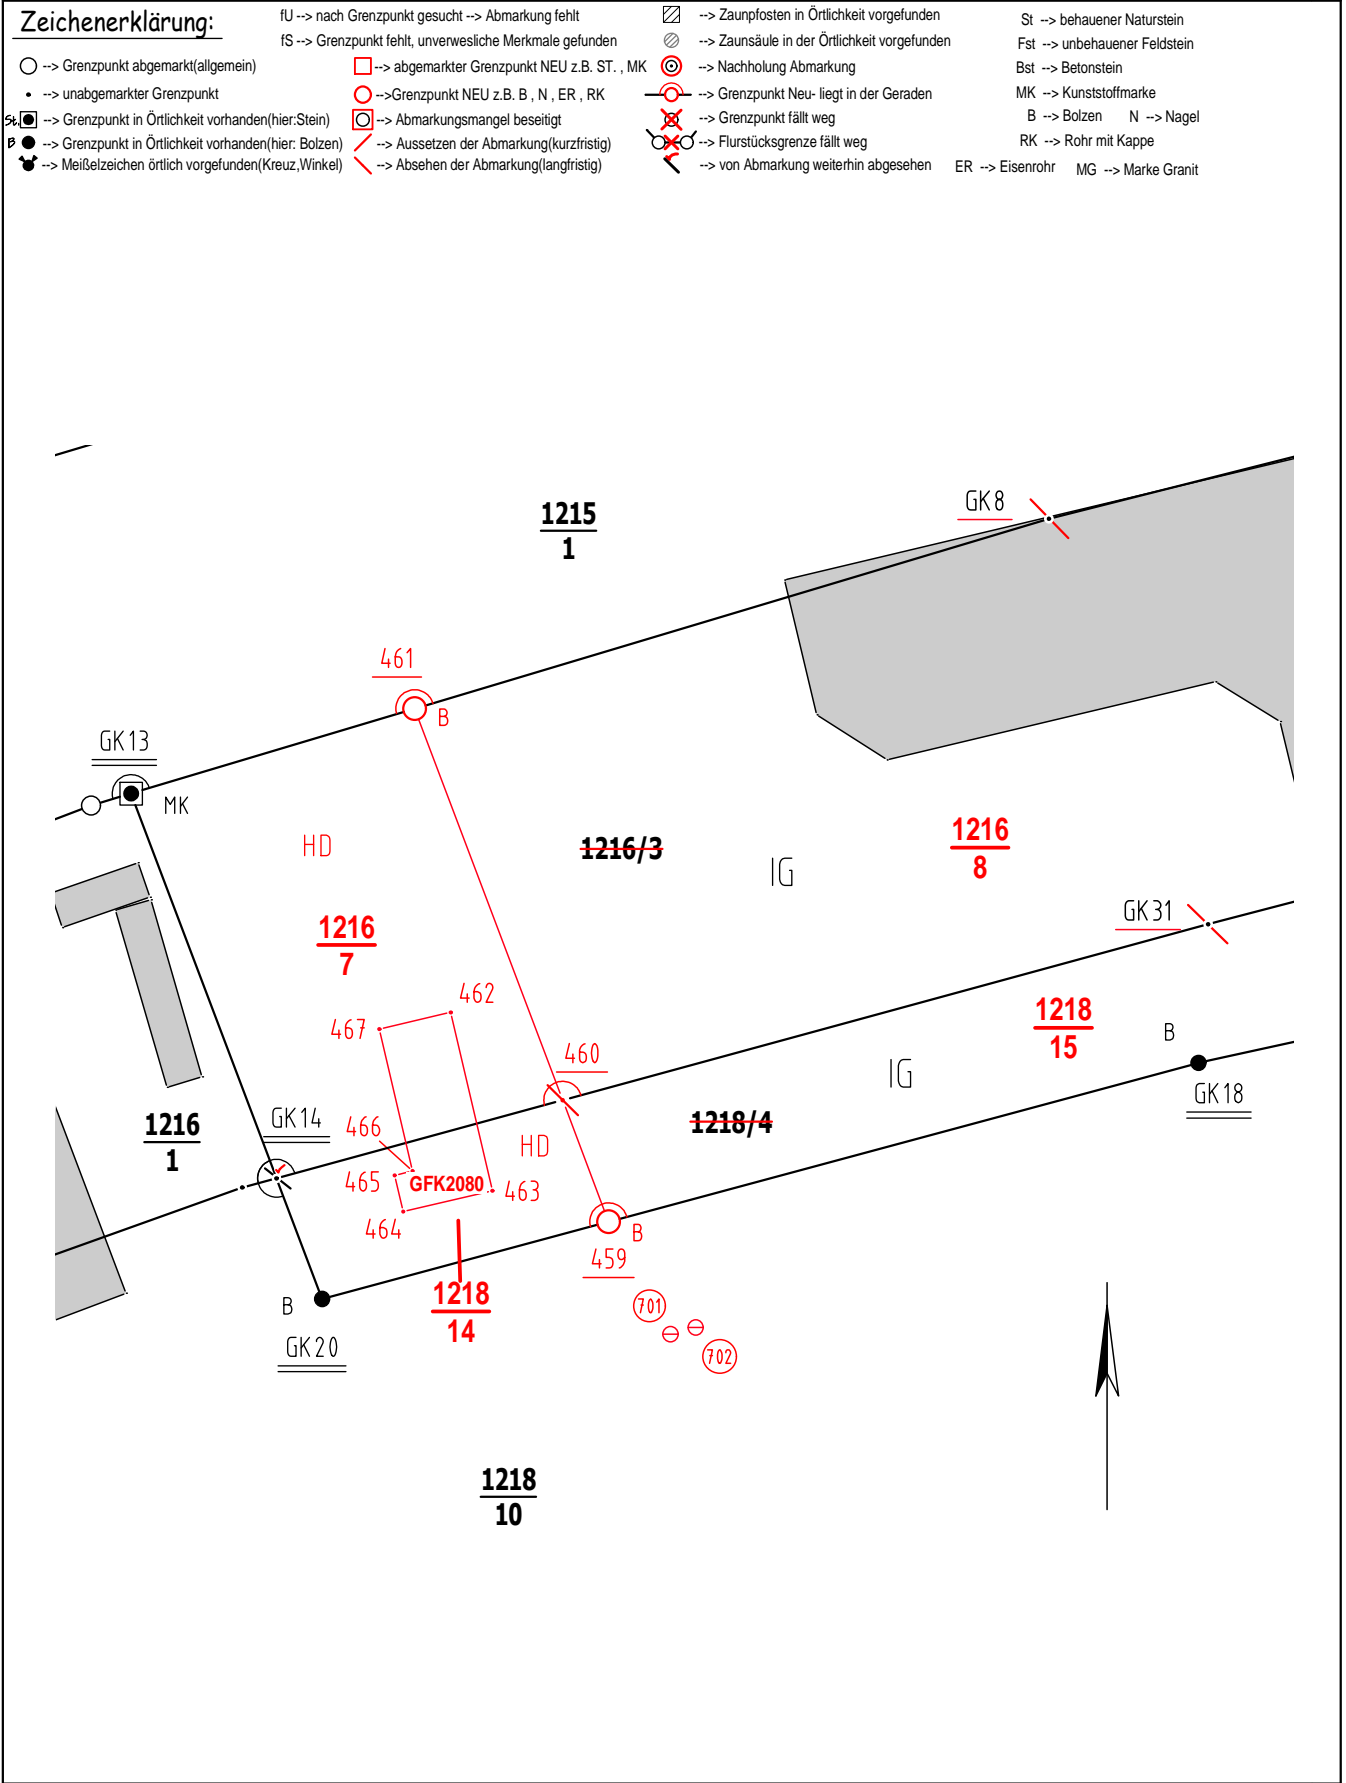 Zeichenerklärung:
fU --> nach Grenzpunkt gesucht --> Abmarkung fehlt
fS --> Grenzpunkt fehlt, unverwesliche Merkmale gefunden
--> Grenzpunkt abgemarkt(allgemein)
--> unabgemarkter Grenzpunkt
St. --> Grenzpunkt in Örtlichkeit vorhanden(hier:Stein)
B --> Grenzpunkt in Örtlichkeit vorhanden(hier: Bolzen)
--> Meißelzeichen örtlich vorgefunden(Kreuz,Winkel)
--> abgemarkter Grenzpunkt NEU z.B. ST. , MK
-->Grenzpunkt NEU z.B. B , N , ER , RK
--> Abmarkungsmangel beseitigt
--> Aussetzen der Abmarkung(kurzfristig)
--> Absehen der Abmarkung(langfristig)
--> Zaunpfosten in Örtlichkeit vorgefunden
--> Zaunsäule in der Örtlichkeit vorgefunden
--> Nachholung Abmarkung
--> Grenzpunkt Neu- liegt in der Geraden
--> Grenzpunkt fällt weg
--> Flurstücksgrenze fällt weg
--> von Abmarkung weiterhin abgesehen
St --> behauener Naturstein
Fst --> unbehauener Feldstein
Bst --> Betonstein
MK --> Kunststoffmarke
B --> Bolzen N --> Nagel
RK --> Rohr mit Kappe
ER --> Eisenrohr MG --> Marke Granit
GK8
1215
1
461
B
GK13
MK
HD
1216/3
IG
1216
8
1216
7
GK31
462
467
1218
15
B
460
IG
GK18
GK14
1216
1
466
HD
1218/4
465
GFK2080
463
464
B
459
1218
14
B
GK20
701
702
1218
10